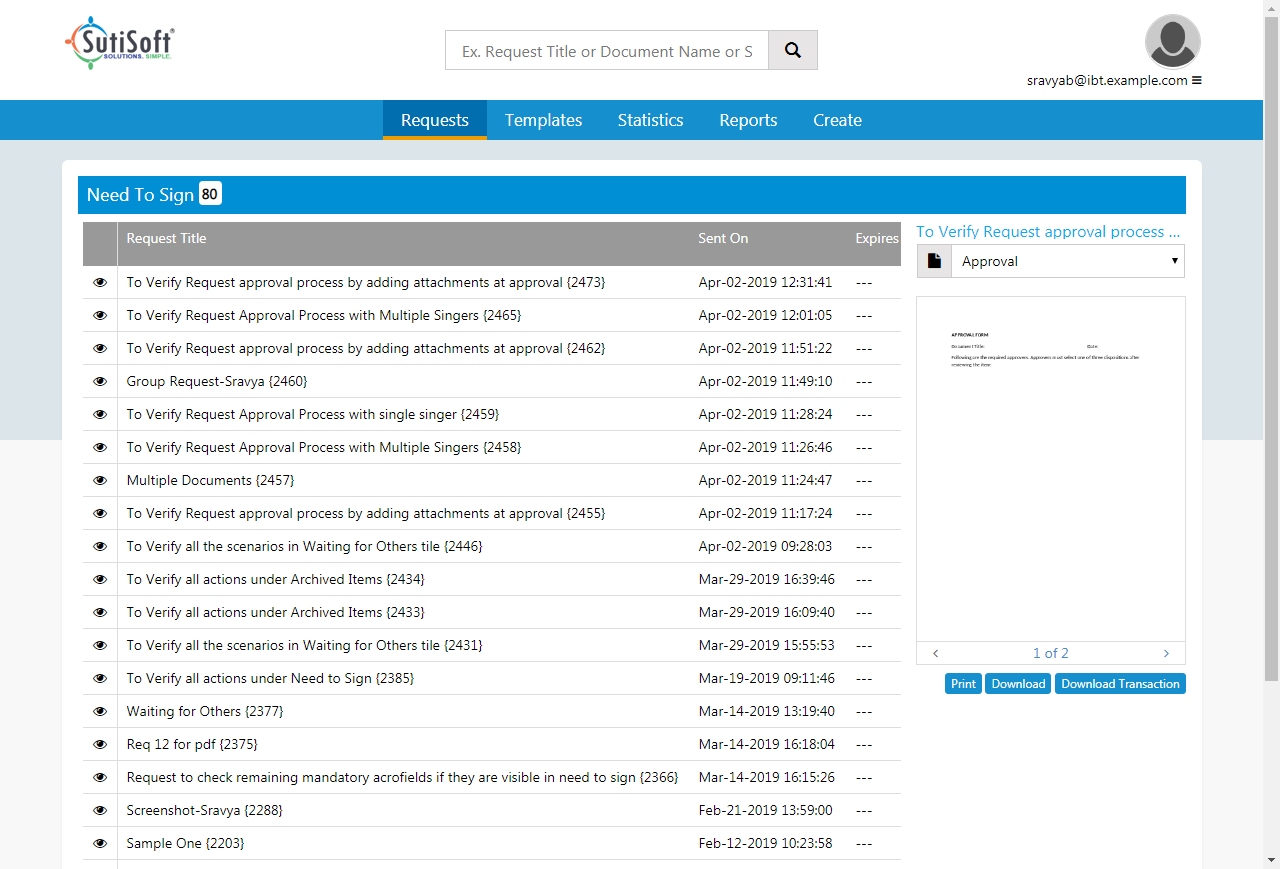 SutiSoft®
SOLUTIONS. SIMPLE.
Ex. Request Title or Document Name or S
sravyab@ibt.example.com
Requests Templates Statistics Reports Create
Need To Sign 80
Request Title Sent On Expires
To Verify Request approval process by adding attachments at approval {2473} Apr-02-2019 12:31:41 ---
To Verify Request Approval Process with Multiple Singers {2465} Apr-02-2019 12:01:05 ---
To Verify Request approval process by adding attachments at approval {2462} Apr-02-2019 11:51:22 ---
Group Request-Sravya {2460} Apr-02-2019 11:49:10 ---
To Verify Request Approval Process with single singer {2459} Apr-02-2019 11:28:24 ---
To Verify Request Approval Process with Multiple Singers {2458} Apr-02-2019 11:26:46 ---
Multiple Documents {2457} Apr-02-2019 11:24:47 ---
To Verify Request approval process by adding attachments at approval {2455} Apr-02-2019 11:17:24 ---
To Verify all the scenarios in Waiting for Others tile {2446} Apr-02-2019 09:28:03 ---
To Verify all actions under Archived Items {2434} Mar-29-2019 16:39:46 ---
To Verify all actions under Archived Items {2433} Mar-29-2019 16:09:40 ---
To Verify all the scenarios in Waiting for Others tile {2431} Mar-29-2019 15:55:53 ---
To Verify all actions under Need to Sign {2385} Mar-19-2019 09:11:46 ---
Waiting for Others {2377} Mar-14-2019 13:19:40 ---
Req 12 for pdf {2375} Mar-14-2019 16:18:04 ---
Request to check remaining mandatory acrofields if they are visible in need to sign {2366} Mar-14-2019 16:15:26 ---
Screenshot-Sravya {2288} Feb-21-2019 13:59:00 ---
Sample One {2203} Feb-12-2019 10:23:58 ---
To Verify Request approval process ...
Approval
APPROVAL FORM
Document Title: Date:
Following are the required approvers. Approvers must select one of three dispositions after
reviewing the item:
1 of 2
Print Download Download Transaction